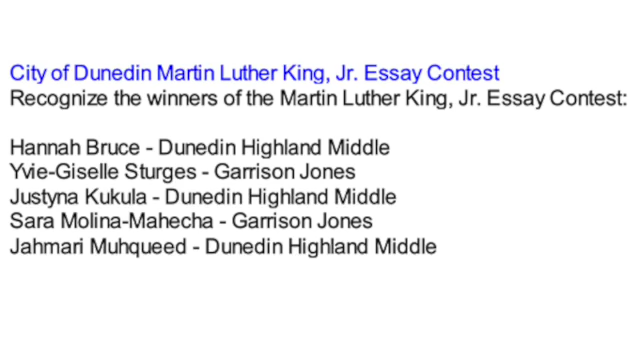 City of Dunedin Martin Luther King, Jr. Essay Contest
Recognize the winners of the Martin Luther King, Jr. Essay Contest:
Hannah Bruce - Dunedin Highland Middle
Yvie-Giselle Sturges - Garrison Jones
Justyna Kukula - Dunedin Highland Middle
Sara Molina-Mahecha - Garrison Jones
Jahmari Muhqueed - Dunedin Highland Middle